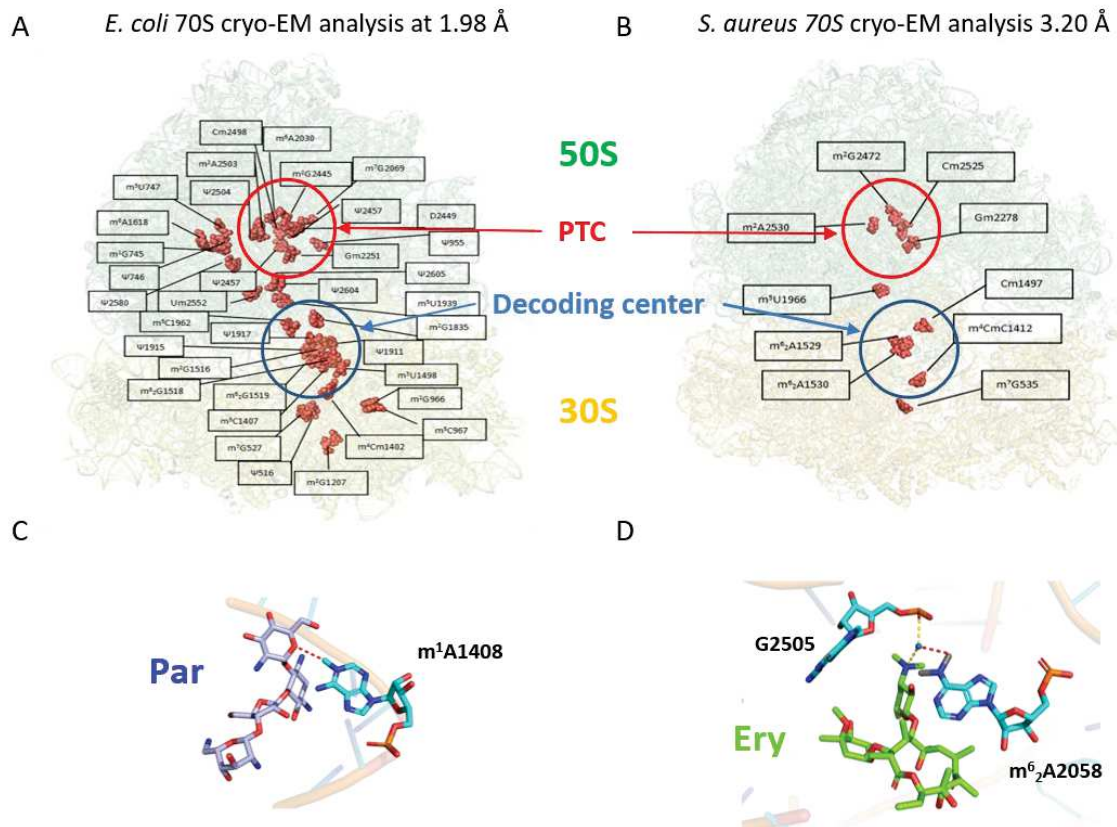 A
E. coli 70S cryo-EM analysis at 1.98 Å
B
S. aureus 70S cryo-EM analysis 3.20 Å
Cm2498
m⁶A2030
m²A2503
m²G2445
m⁷G2069
m⁵U747
Ψ2504
Ψ2457
D2449
m⁶A1618
Ψ955
m¹G745
Gm2251
Ψ746
Ψ2457
Ψ2605
Ψ2580
Um2552
Ψ2604
m⁵U1939
m⁵C1962
Ψ1917
m²G1835
Ψ1915
Ψ1911
m²G1516
m³U1498
m⁶₂G1518
m⁶₂G1519
m²G966
m⁵C1407
m⁵C967
m⁷G527
m⁴Cm1402
Ψ516
m²G1207
50S
PTC
Decoding center
30S
m²G2472
Cm2525
m²A2530
Gm2278
m⁵U1966
Cm1497
m⁴CmC1412
m⁶₂A1529
m⁶₂A1530
m⁷G535
C
Par
m¹A1408
D
G2505
Ery
m⁶₂A2058